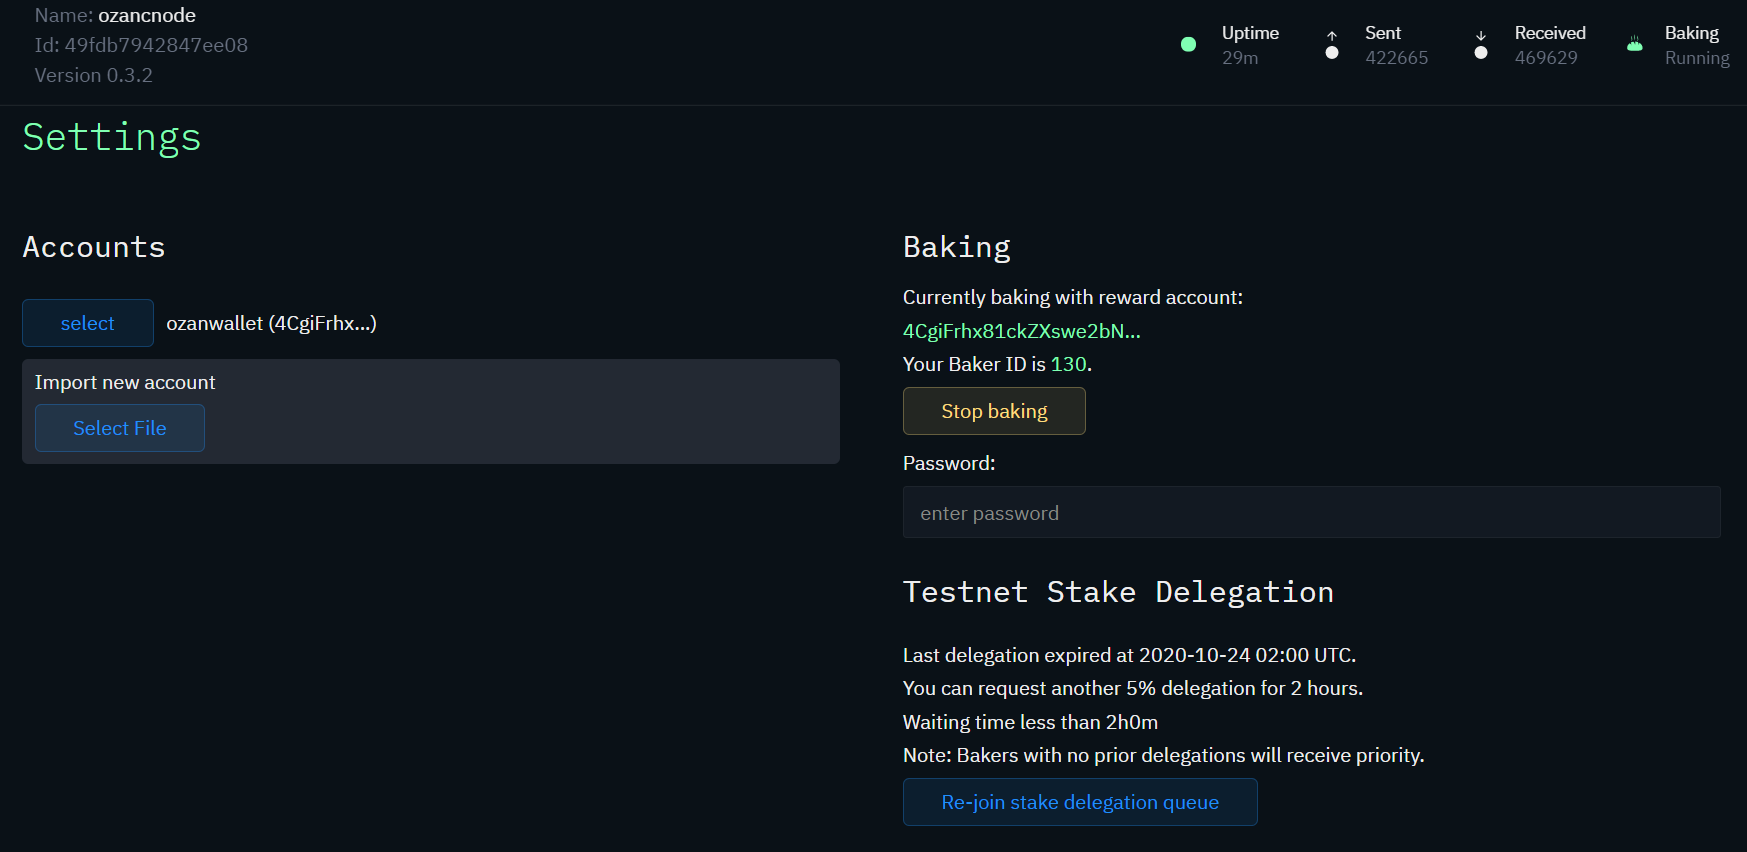 Name: ozancnode
Id: 49fdb7942847ee08
Version 0.3.2
Uptime
29m
Sent
422665
Received
469629
Baking
Running
Settings
Accounts
select
ozanwallet (4CgiFrhx...)
Import new account
Select File
Baking
Currently baking with reward account:
4CgiFrhx81ckZXswe2bN...
Your Baker ID is 130.
Stop baking
Password:
enter password
Testnet Stake Delegation
Last delegation expired at 2020-10-24 02:00 UTC.
You can request another 5% delegation for 2 hours.
Waiting time less than 2h0m
Note: Bakers with no prior delegations will receive priority.
Re-join stake delegation queue